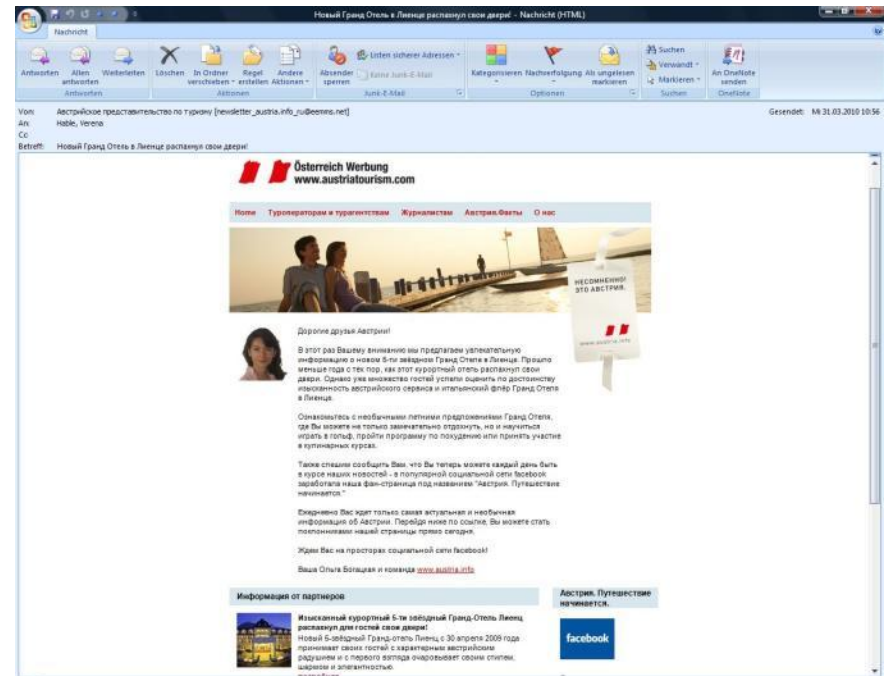 Новый Гранд Отель в Лиенце распахнул свои двери! - Nachricht (HTML)
Nachricht
Antworten
Allen antworten
Weiterleiten
Antworten
Löschen
In Ordner verschieben
Regel erstellen
Andere Aktionen
Aktionen
Absender sperren
Listen sicherer Adressen
Keine Junk-E-Mail
Junk-E-Mail
Kategorisieren
Nachverfolgung
Als ungelesen markieren
Optionen
Suchen
Verwandt
Markieren
Suchen
An OneNote senden
OneNote
Von: Австрийское представительство по туризму [newsletter_austria.info_ru@eemms.net]
Gesendet: Mi 31.03.2010 10:56
An: Hable, Verena
Cc
Betreff: Новый Гранд Отель в Лиенце распахнул свои двери!
Österreich Werbung
www.austriatourism.com
Home Туроператорам и турагентствам Журналистам Австрия.Факты О нас
НЕСОМНЕННО!
ЭТО АВСТРИЯ.
www.austria.info
Дорогие друзья Австрии!
В этот раз Вашему вниманию мы предлагаем увлекательную
информацию о новом 5-ти звёздном Гранд Отеле в Лиенце. Прошло
меньше года с тех пор, как этот курортный отель распахнул свои
двери. Однако уже множество гостей успели оценить по достоинству
изысканность австрийского сервиса и итальянский флёр Гранд Отеля
в Лиенце.
Ознакомьтесь с необычными летними предложениями Гранд Отеля,
где Вы можете не только замечательно отдохнуть, но и научиться
играть в гольф, пройти программу по похудению или принять участие
в кулинарных курсах.
Также спешим сообщить Вам, что Вы теперь можете каждый день быть
в курсе наших новостей - в популярной социальной сети facebook
заработала наша фан-страница под названием "Австрия. Путешествие
начинается."
Ежедневно Вас ждет только самая актуальная и необычная
информация об Австрии. Перейдя ниже по ссылке, Вы можете стать
поклонниками нашей страницы прямо сегодня.
Ждем Вас на просторах социальной сети facebook!
Ваша Ольга Богацкая и команда www.austria.info
Информация от партнеров
Австрия. Путешествие
начинается.
Изысканный курортный 5-ти звёздный Гранд-Отель Лиенц
распахнул для гостей свои двери!
Новый 5-звёздный Гранд-отель Лиенц с 30 апреля 2009 года
принимает своих гостей с характерным австрийским
радушием и с первого взгляда очаровывает своим стилем,
шармом и элегантностью.
facebook